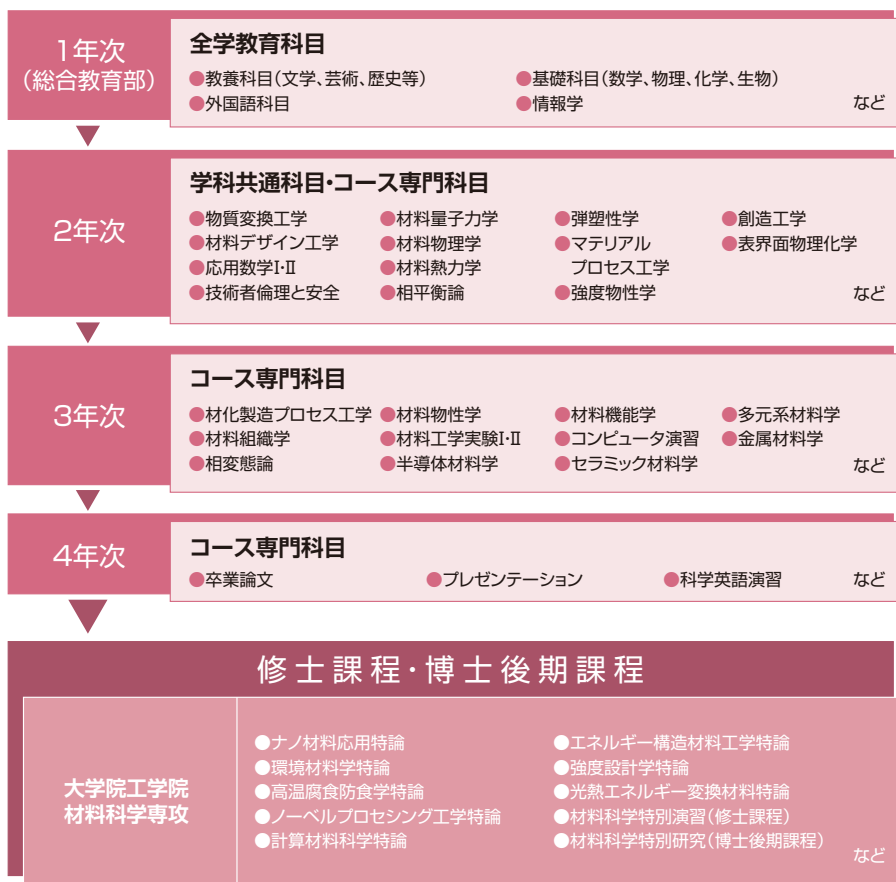 1年次
(総合教育部)
全学教育科目
●教養科目(文学、芸術、歴史等)
●基礎科目(数学、物理、化学、生物)
●外国語科目
●情報学
など
2年次
学科共通科目・コース専門科目
●物質変換工学
●材料デザイン工学
●応用数学I・II
●技術者倫理と安全
●材料量子力学
●材料物理学
●材料熱力学
●相平衡論
●弾塑性学
●マテリアル
プロセス工学
●強度物性学
●創造工学
●表界面物理化学
など
3年次
コース専門科目
●材化製造プロセス工学
●材料組織学
●相変態論
●材料物性学
●材料工学実験I・II
●半導体材料学
●材料機能学
●コンピュータ演習
●セラミック材料学
●多元系材料学
●金属材料学
など
4年次
コース専門科目
●卒業論文
●プレゼンテーション
●科学英語演習
など
修士課程・博士後期課程
大学院工学院
材料科学専攻
●ナノ材料応用特論
●環境材料学特論
●高温腐食防食学特論
●ノーベルプロセシング工学特論
●計算材料科学特論
●エネルギー構造材料工学特論
●強度設計学特論
●光熱エネルギー変換材料特論
●材料科学特別演習(修士課程)
●材料科学特別研究(博士後期課程)
など